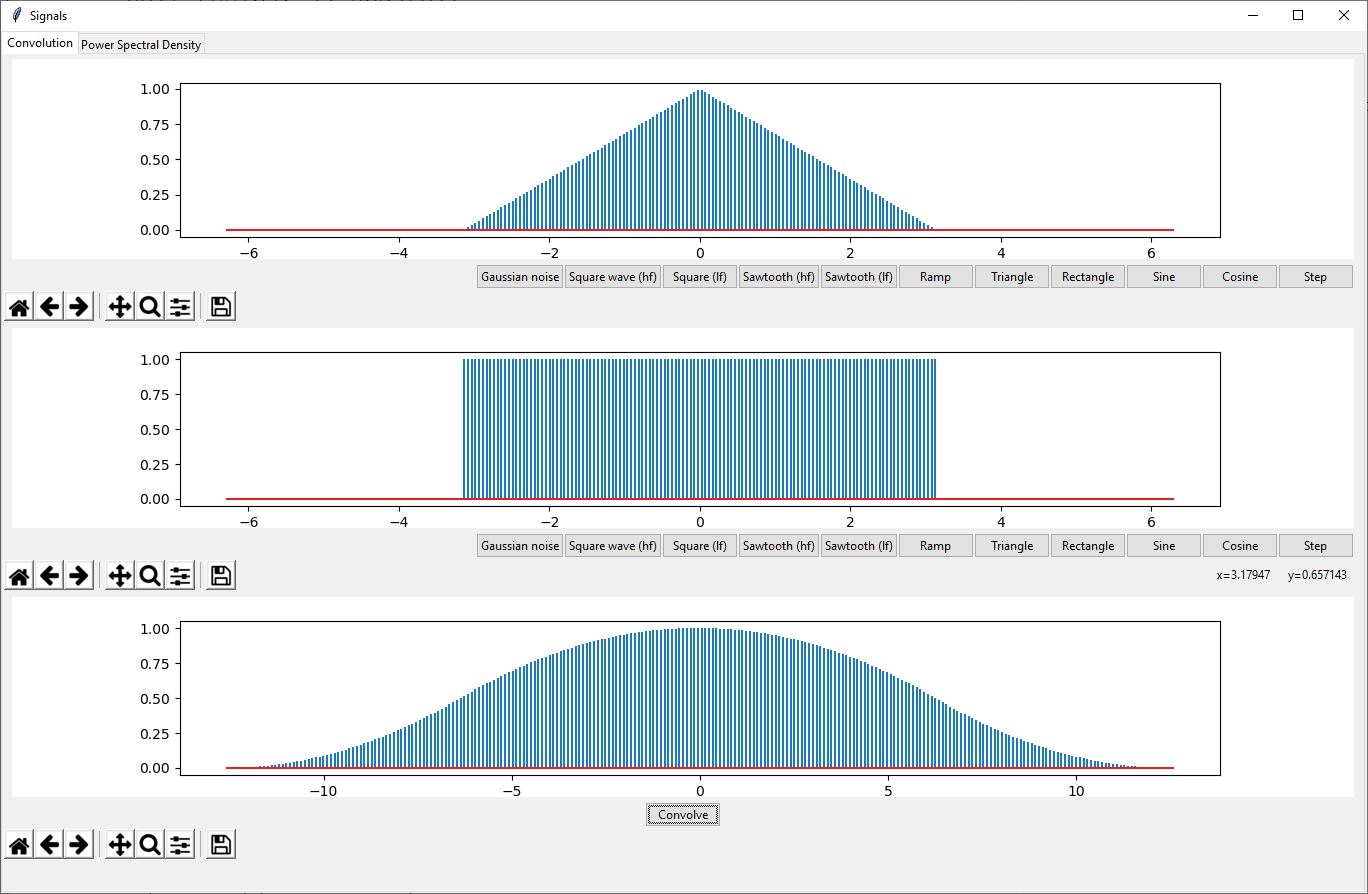 Signals
Convolution Power Spectral Density
1.00
0.75
0.50
0.25
0.00
−6 −4 −2 0 2 4 6
Gaussian noise Square wave (hf) Square (lf) Sawtooth (hf) Sawtooth (lf) Ramp Triangle Rectangle Sine Cosine Step
1.00
0.75
0.50
0.25
0.00
−6 −4 −2 0 2 4 6
Gaussian noise Square wave (hf) Square (lf) Sawtooth (hf) Sawtooth (lf) Ramp Triangle Rectangle Sine Cosine Step
x=3.17947 y=0.657143
1.00
0.75
0.50
0.25
0.00
−10 −5 0 5 10
Convolve